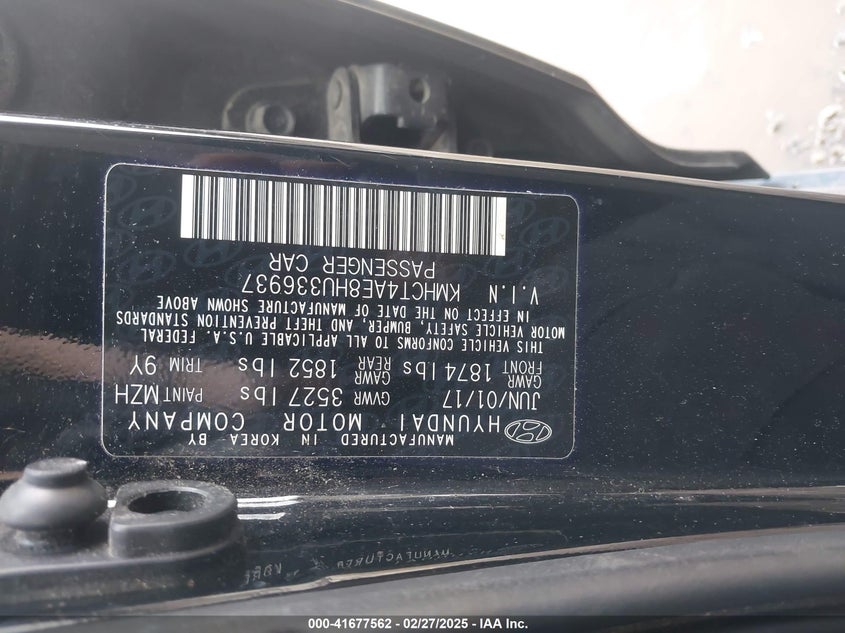 MANUFACTURED IN KOREA BY
HYUNDAI MOTOR COMPANY
JUN/01/17 GVWR 3527 lbs PAINT MZH
GAWR FRONT 1874 lbs GAWR REAR 1852 lbs TRIM 9Y
THIS VEHICLE CONFORMS TO ALL APPLICABLE U.S.A. FEDERAL
MOTOR VEHICLE SAFETY, BUMPER, AND THEFT PREVENTION STANDARDS
IN EFFECT ON THE DATE OF MANUFACTURE SHOWN ABOVE
V.I.N KMHCT4AE8HU336937
PASSENGER CAR
MANUFACTURED
000-41677562 – 02/27/2025 – IAA Inc.